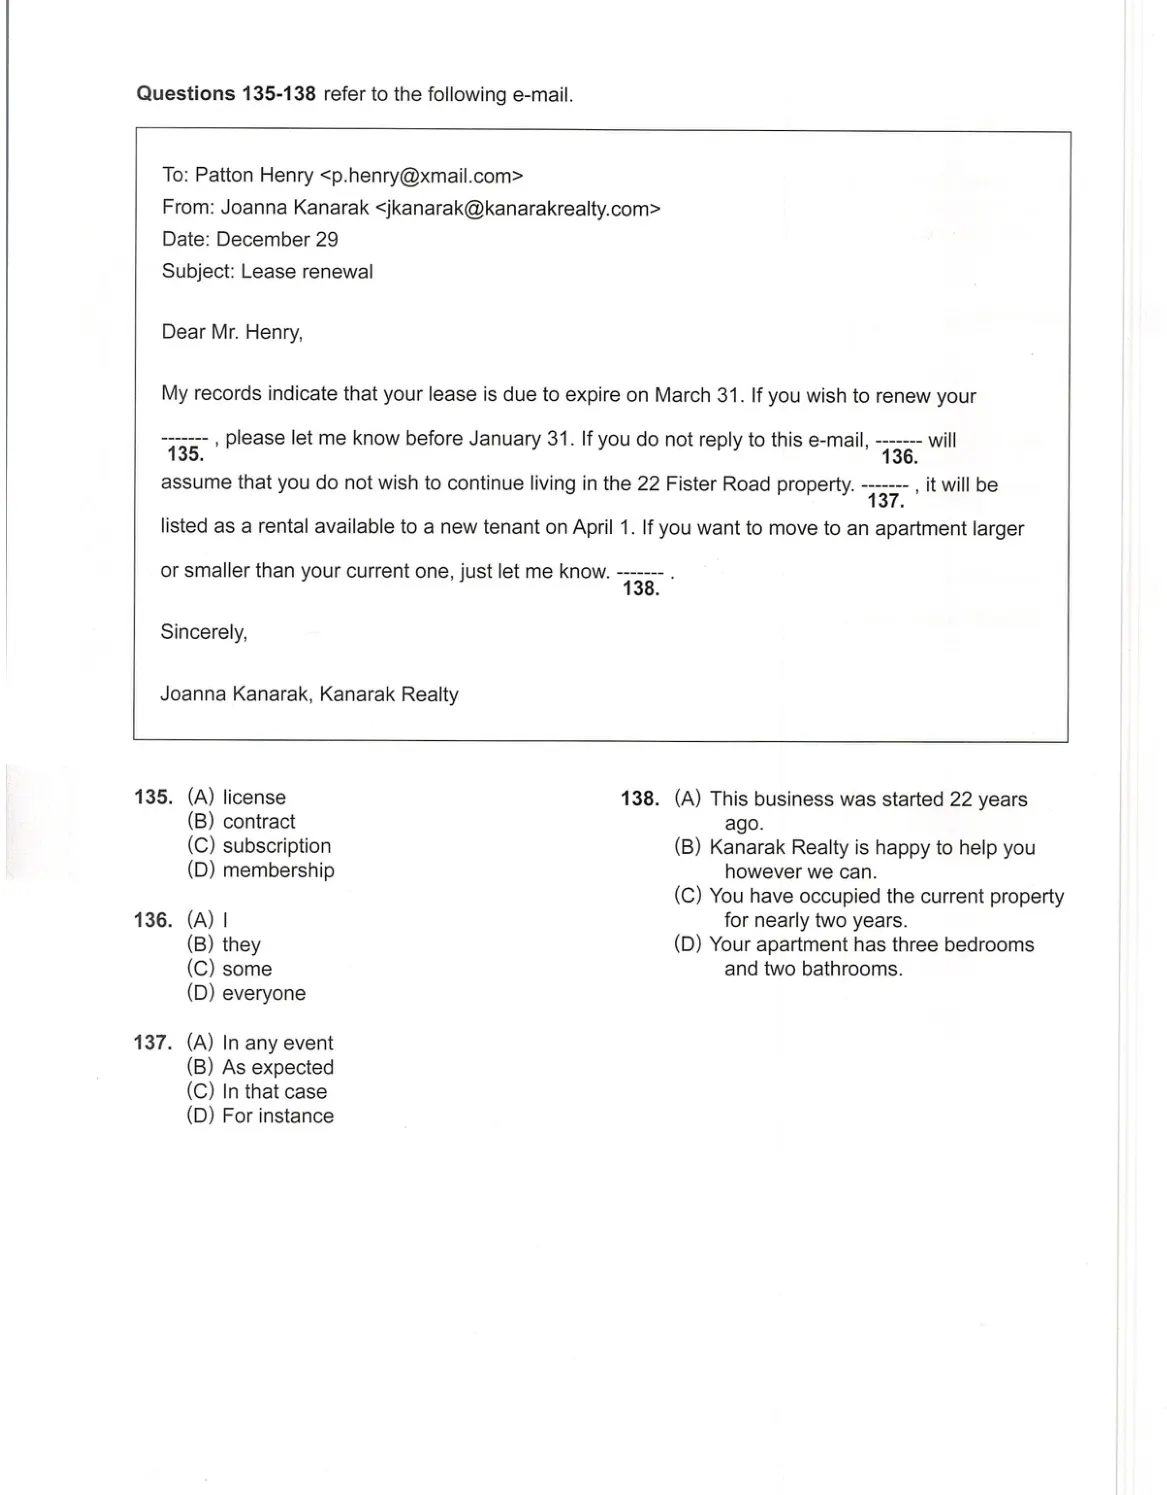 Questions 135-138 refer to the following e-mail.
To: Patton Henry <p.henry@xmail.com>
From: Joanna Kanarak <jkanarak@kanarakrealty.com>
Date: December 29
Subject: Lease renewal
Dear Mr. Henry,
My records indicate that your lease is due to expire on March 31. If you wish to renew your
------- , please let me know before January 31. If you do not reply to this e-mail, ------- will
135. 136.
assume that you do not wish to continue living in the 22 Fister Road property. ------- , it will be
137.
listed as a rental available to a new tenant on April 1. If you want to move to an apartment larger
or smaller than your current one, just let me know. ------- .
138.
Sincerely,
Joanna Kanarak, Kanarak Realty
135. (A) license
(B) contract
(C) subscription
(D) membership
136. (A) I
(B) they
(C) some
(D) everyone
137. (A) In any event
(B) As expected
(C) In that case
(D) For instance
138. (A) This business was started 22 years
ago.
(B) Kanarak Realty is happy to help you
however we can.
(C) You have occupied the current property
for nearly two years.
(D) Your apartment has three bedrooms
and two bathrooms.